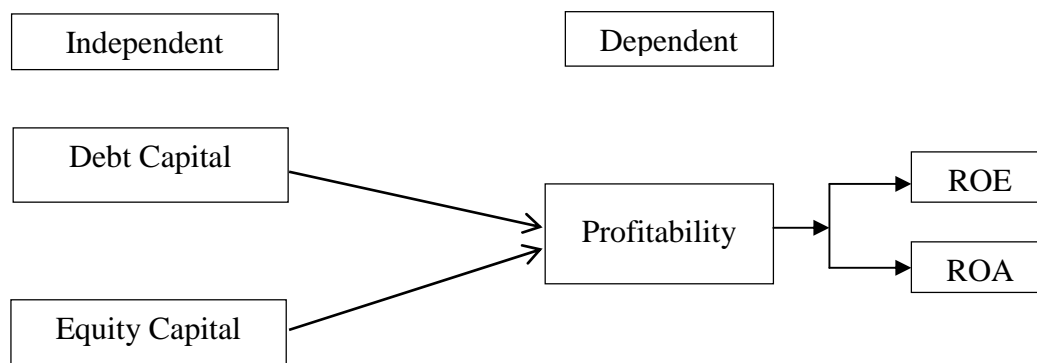 Independent
Dependent
Debt Capital
Profitability
ROE
ROA
Equity Capital